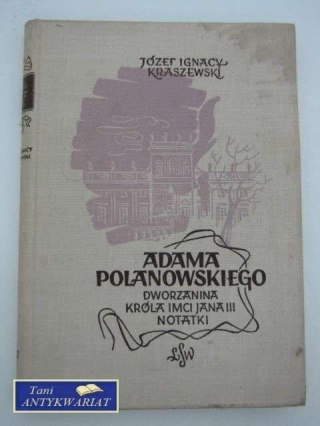 JÓZEF IGNACY
KRASZEWSKI
ADAMA
POLANOWSKIEGO
DWORZANINA
KRÓLA IMCI JANA III
NOTATKI
LSW
Tani
ANTYKWARIAT